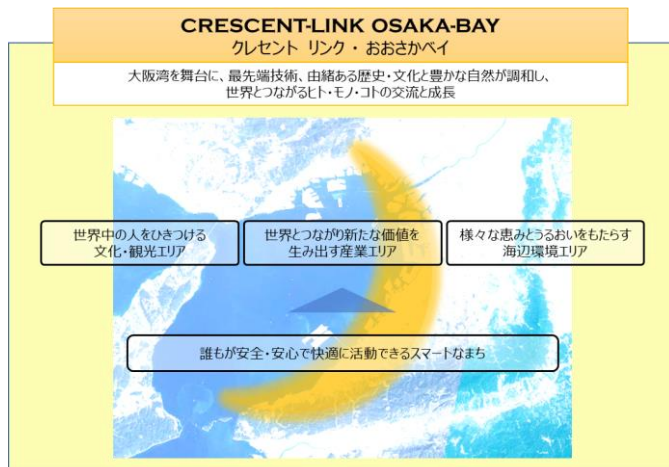 CRESCENT-LINK OSAKA-BAY
クレセント リンク・おおさかベイ
大阪湾を舞台に、最先端技術、由緒ある歴史・文化と豊かな自然が調和し、
世界とつながるヒト・モノ・コトの交流と成長
世界中の人をひきつける
文化・観光エリア
世界とつながり新たな価値を
生み出す産業エリア
様々な恵みとうるおいをもたらす
海辺環境エリア
誰もが安全・安心で快適に活動できるスマートなまち